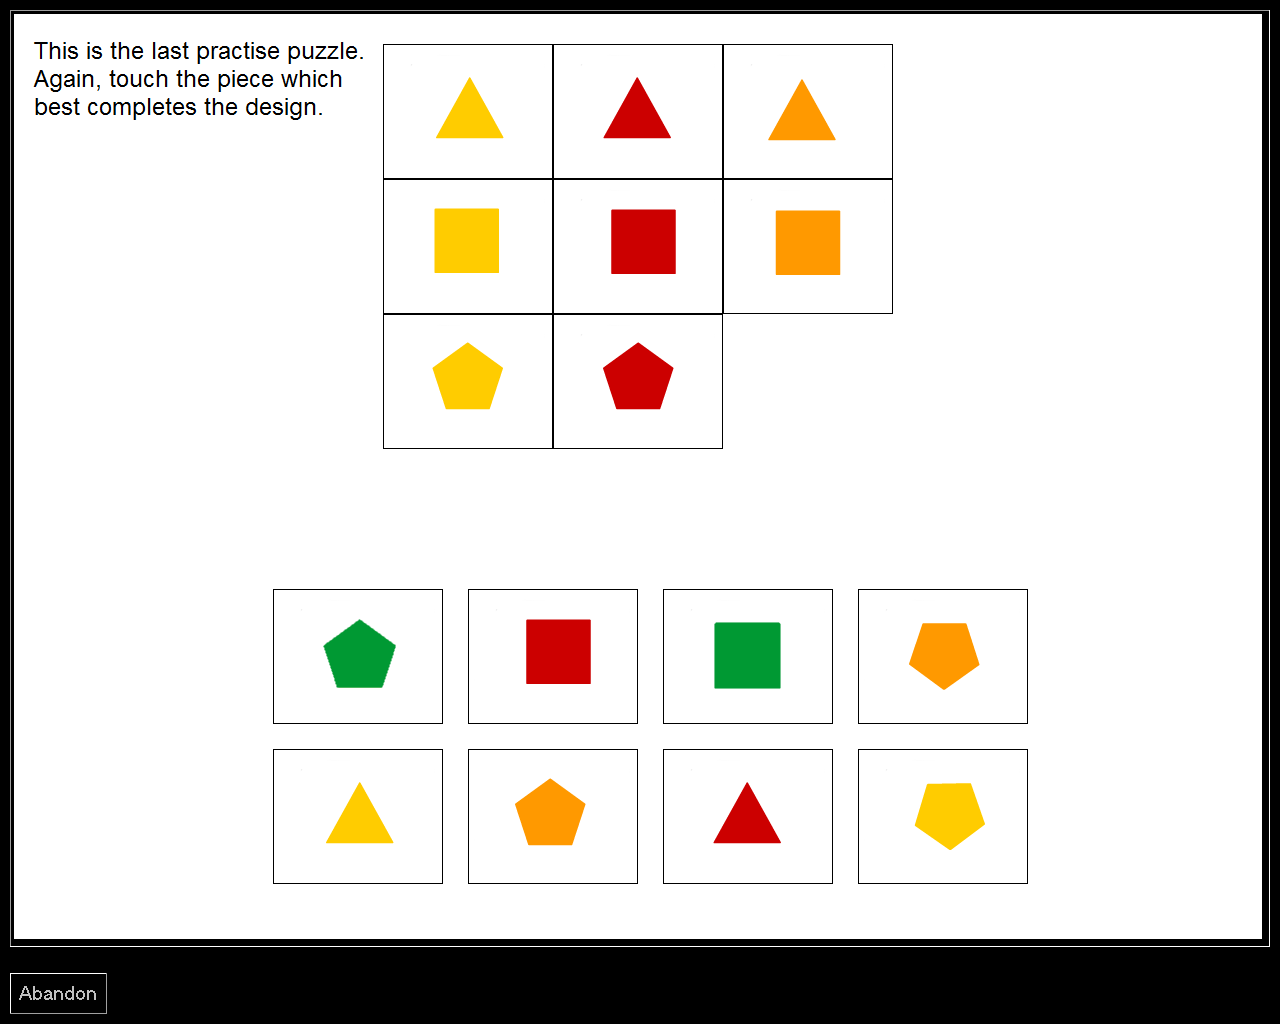 This is the last practise puzzle.
Again, touch the piece which
best completes the design.
Abandon